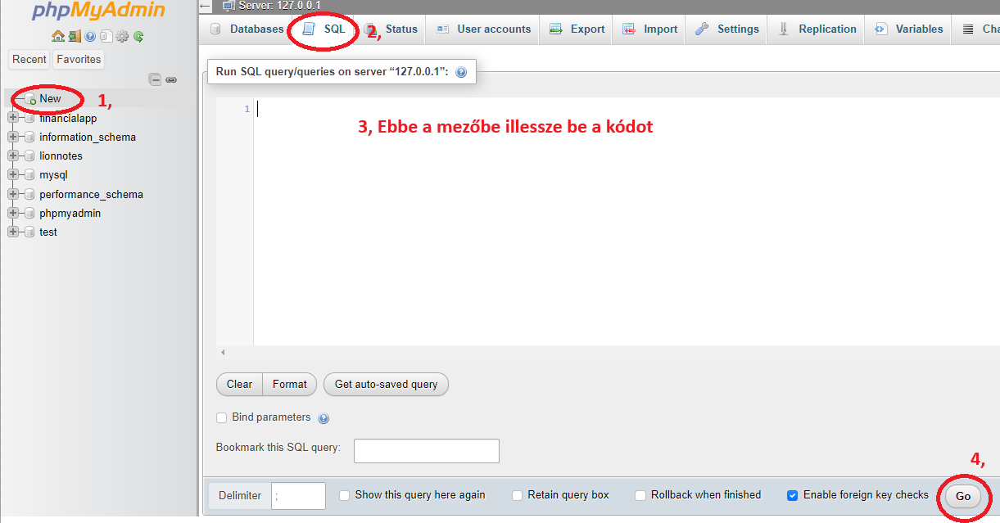 phpMyAdmin
Server: 127.0.0.1
Databases SQL 2, Status User accounts Export Import Settings Replication Variables
Recent Favorites
Run SQL query/queries on server “127.0.0.1”:
New 1,
financialapp
information_schema
lionnotes
mysql
performance_schema
phpmyadmin
test
1
3, Ebbe a mezőbe illessze be a kódot
Clear Format Get auto-saved query
Bind parameters
Bookmark this SQL query:
4,
Delimiter ; Show this query here again Retain query box Rollback when finished Enable foreign key checks Go